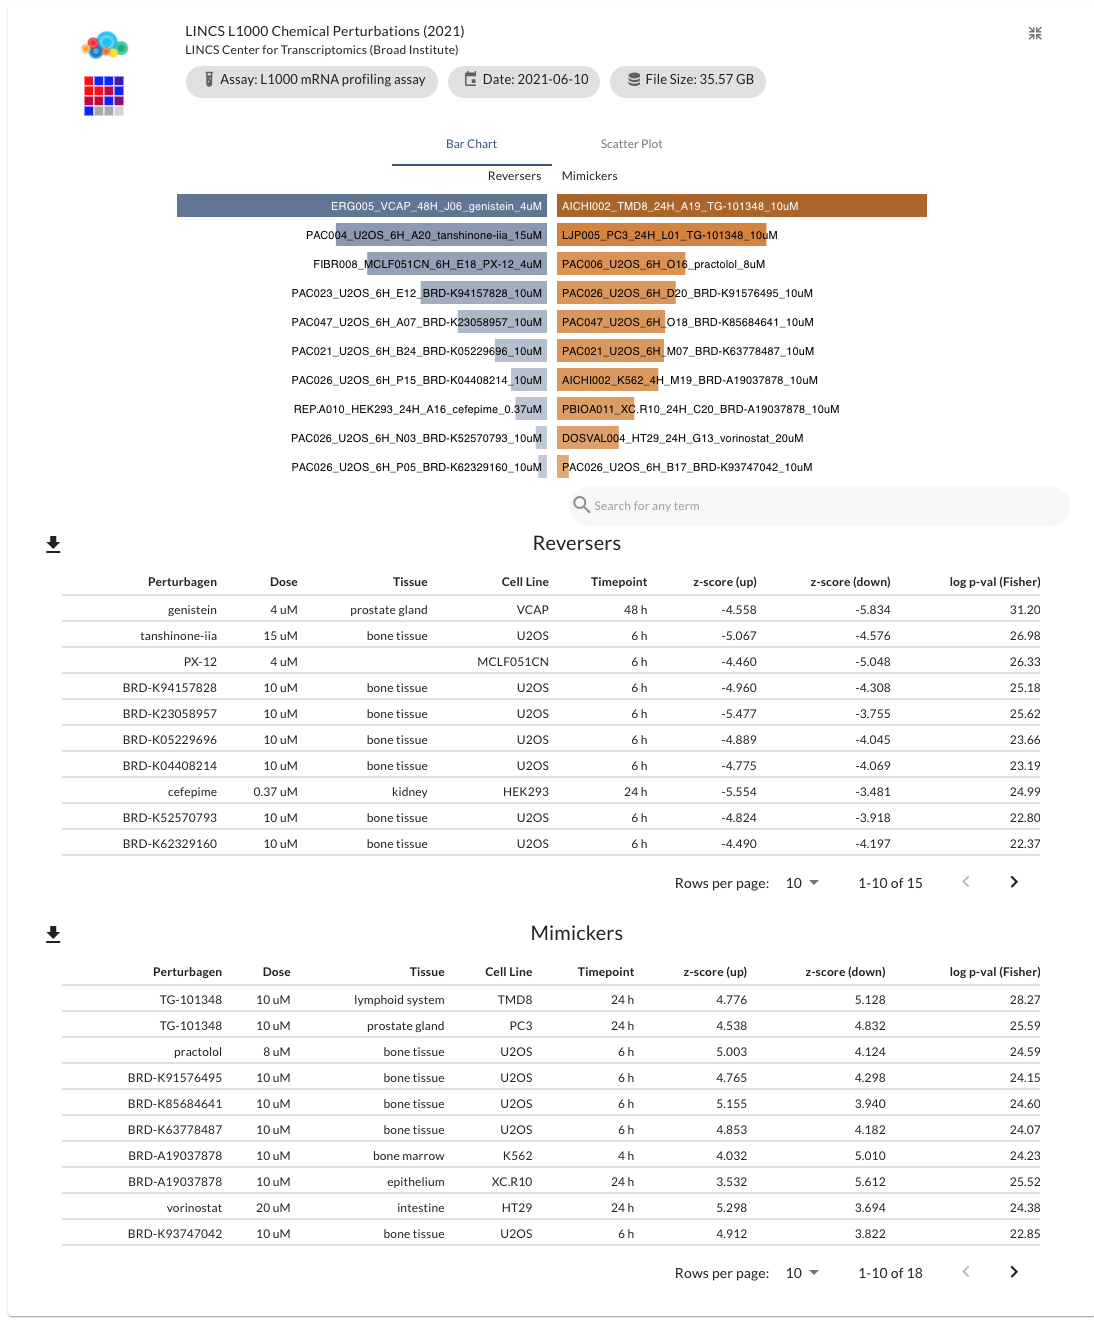 LINCS L1000 Chemical Perturbations (2021)
LINCS Center for Transcriptomics (Broad Institute)
Assay: L1000 mRNA profiling assay Date: 2021-06-10 File Size: 35.57 GB
Bar Chart Scatter Plot
Reversers Mimickers
ERG005_VCAP_48H_J06_genistein_4uM AICHI002_TMD8_24H_A19_TG-101348_10uM
PAC004_U2OS_6H_A20_tanshinone-iia_15uM LJP005_PC3_24H_L01_TG-101348_10uM
FIBR008_MCLF051CN_6H_E18_PX-12_4uM PAC006_U2OS_6H_O16_practolol_8uM
PAC023_U2OS_6H_E12_BRD-K94157828_10uM PAC026_U2OS_6H_D20_BRD-K91576495_10uM
PAC047_U2OS_6H_A07_BRD-K23058957_10uM PAC047_U2OS_6H_O18_BRD-K85684641_10uM
PAC021_U2OS_6H_B24_BRD-K05229696_10uM PAC021_U2OS_6H_M07_BRD-K63778487_10uM
PAC026_U2OS_6H_P15_BRD-K04408214_10uM AICHI002_K562_4H_M19_BRD-A19037878_10uM
REP.A010_HEK293_24H_A16_cefepime_0.37uM PBIOA011_XC.R10_24H_C20_BRD-A19037878_10uM
PAC026_U2OS_6H_N03_BRD-K52570793_10uM DOSVAL004_HT29_24H_G13_vorinostat_20uM
PAC026_U2OS_6H_P05_BRD-K62329160_10uM PAC026_U2OS_6H_B17_BRD-K93747042_10uM
Search for any term
Reversers
Perturbagen Dose Tissue Cell Line Timepoint z-score (up) z-score (down) log p-val (Fisher)
genistein 4 uM prostate gland VCAP 48 h -4.558 -5.834 31.20
tanshinone-iia 15 uM bone tissue U2OS 6 h -5.067 -4.576 26.98
PX-12 4 uM MCLF051CN 6 h -4.460 -5.048 26.33
BRD-K94157828 10 uM bone tissue U2OS 6 h -4.960 -4.308 25.18
BRD-K23058957 10 uM bone tissue U2OS 6 h -5.477 -3.755 25.62
BRD-K05229696 10 uM bone tissue U2OS 6 h -4.889 -4.045 23.66
BRD-K04408214 10 uM bone tissue U2OS 6 h -4.775 -4.069 23.19
cefepime 0.37 uM kidney HEK293 24 h -5.554 -3.481 24.99
BRD-K52570793 10 uM bone tissue U2OS 6 h -4.824 -3.918 22.80
BRD-K62329160 10 uM bone tissue U2OS 6 h -4.490 -4.197 22.37
Rows per page: 10 1-10 of 15
Mimickers
Perturbagen Dose Tissue Cell Line Timepoint z-score (up) z-score (down) log p-val (Fisher)
TG-101348 10 uM lymphoid system TMD8 24 h 4.776 5.128 28.27
TG-101348 10 uM prostate gland PC3 24 h 4.538 4.832 25.59
practolol 8 uM bone tissue U2OS 6 h 5.003 4.124 24.59
BRD-K91576495 10 uM bone tissue U2OS 6 h 4.765 4.298 24.15
BRD-K85684641 10 uM bone tissue U2OS 6 h 5.155 3.940 24.60
BRD-K63778487 10 uM bone tissue U2OS 6 h 4.853 4.182 24.07
BRD-A19037878 10 uM bone marrow K562 4 h 4.032 5.010 24.23
BRD-A19037878 10 uM epithelium XC.R10 24 h 3.532 5.612 25.52
vorinostat 20 uM intestine HT29 24 h 5.298 3.694 24.38
BRD-K93747042 10 uM bone tissue U2OS 6 h 4.912 3.822 22.85
Rows per page: 10 1-10 of 18